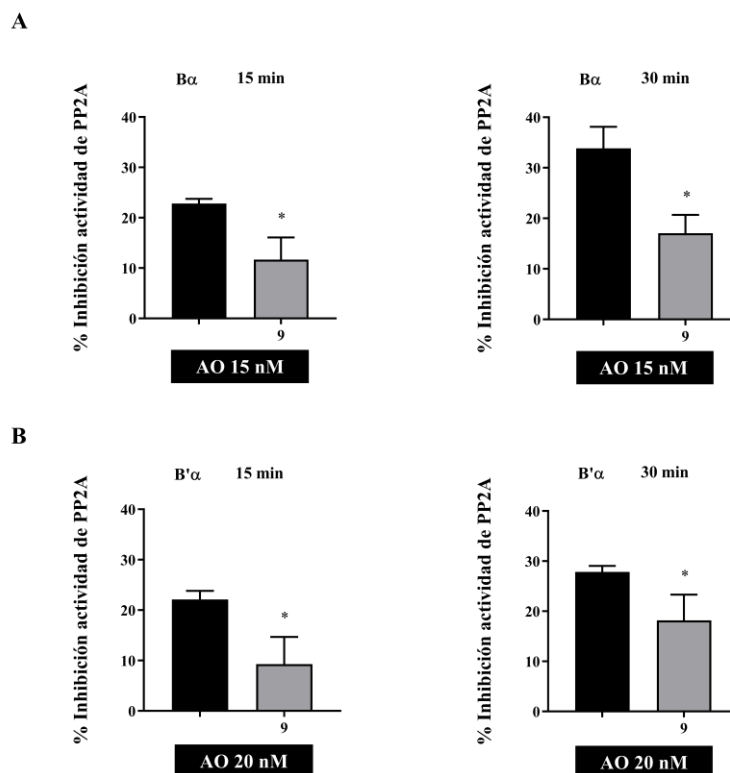 A
Bα 15 min
% Inhibición actividad de PP2A
40
30
20
10
0
*
9
AO 15 nM
Bα 30 min
% Inhibición actividad de PP2A
40
30
20
10
0
*
9
AO 15 nM
B
B'α 15 min
% Inhibición actividad de PP2A
40
30
20
10
0
*
9
AO 20 nM
B'α 30 min
% Inhibición actividad de PP2A
40
30
20
10
0
*
9
AO 20 nM